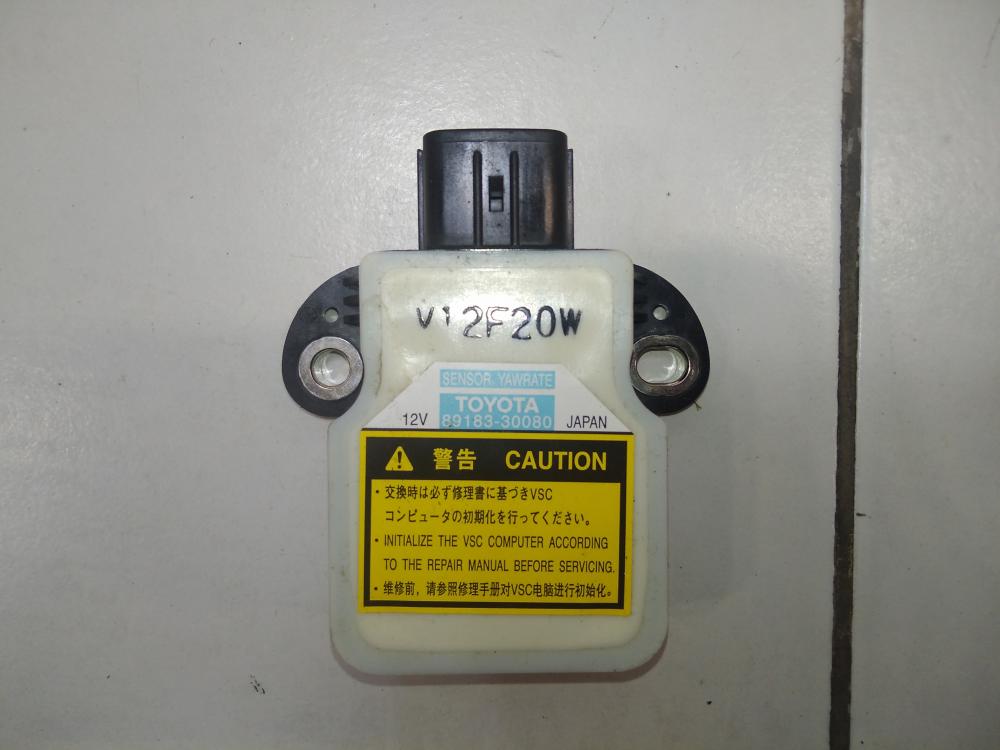 V12F20W
SENSOR, YAWRATE
TOYOTA
12V 89183-30080 JAPAN
警告 CAUTION
・交換時は必ず修理書に基づきVSC
コンピュータの初期化を行ってください。
・INITIALIZE THE VSC COMPUTER ACCORDING
TO THE REPAIR MANUAL BEFORE SERVICING.
・维修前，请参照修理手册对VSC电脑进行初始化。